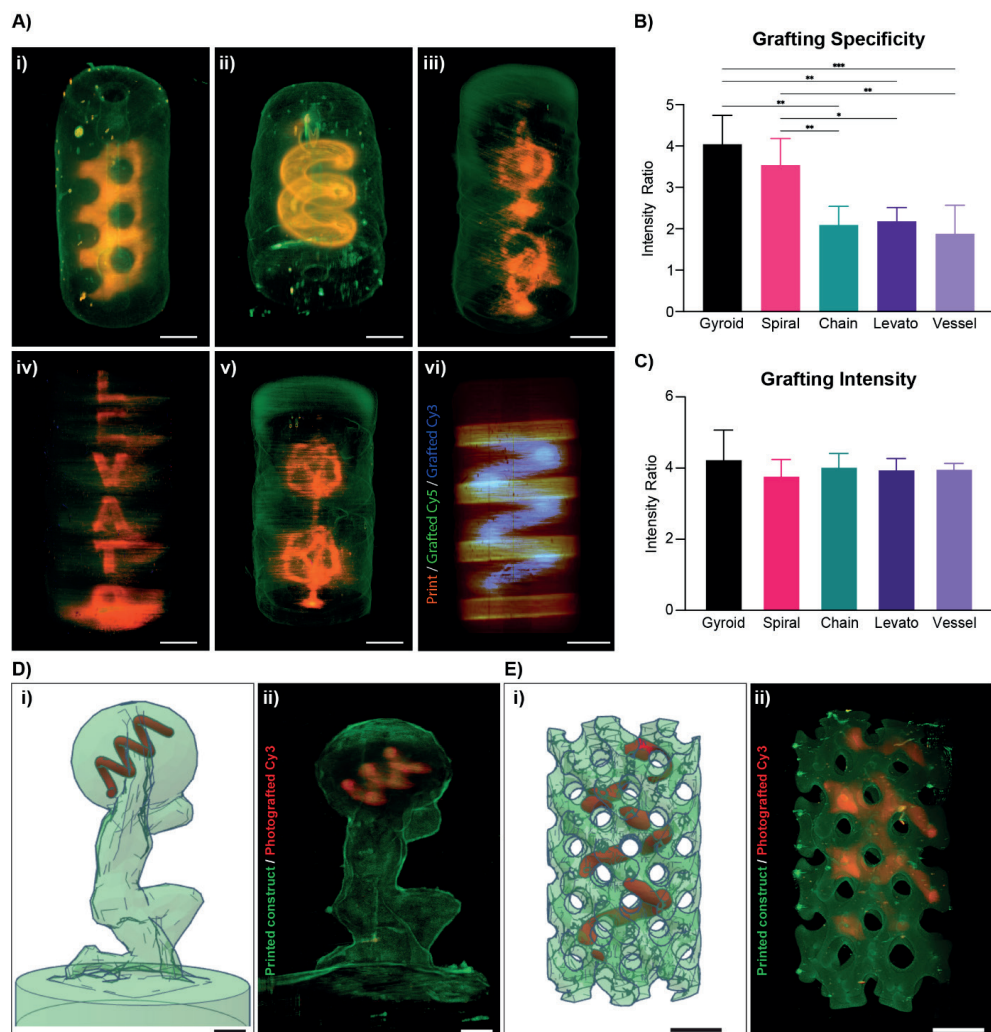 A)
i)
ii)
iii)
iv)
v)
vi)
Print / Grafted Cy5 / Grafted Cy3
B)
Grafting Specificity
***
**
**
**
*
**
Intensity Ratio
5
4
3
2
1
0
Gyroid Spiral Chain Levato Vessel
C)
Grafting Intensity
Intensity Ratio
6
4
2
0
Gyroid Spiral Chain Levato Vessel
D)
i)
ii)
Printed construct / Photografted Cy3
E)
i)
ii)
Printed construct / Photografted Cy3